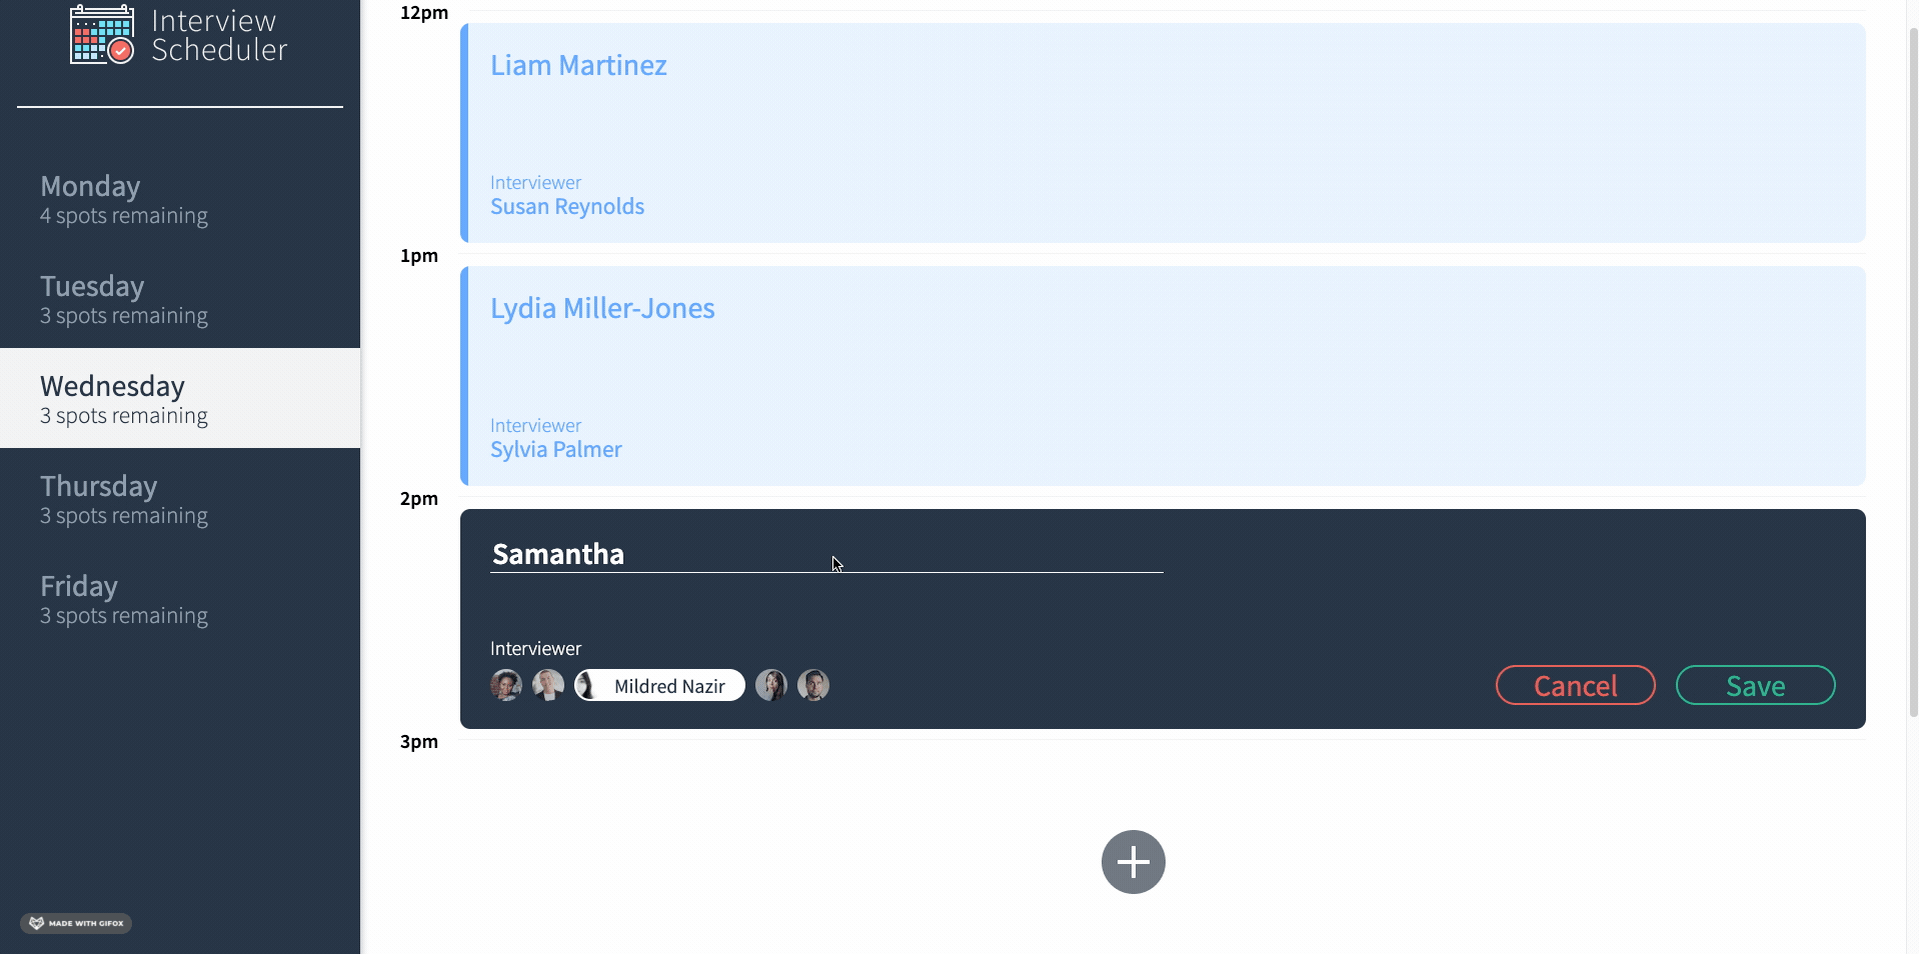 Interview
Scheduler
Monday
4 spots remaining
Tuesday
3 spots remaining
Wednesday
3 spots remaining
Thursday
3 spots remaining
Friday
3 spots remaining
MADE WITH GIFOX
12pm
Liam Martinez
Interviewer
Susan Reynolds
1pm
Lydia Miller-Jones
Interviewer
Sylvia Palmer
2pm
Samantha
Interviewer
Mildred Nazir
Cancel
Save
3pm